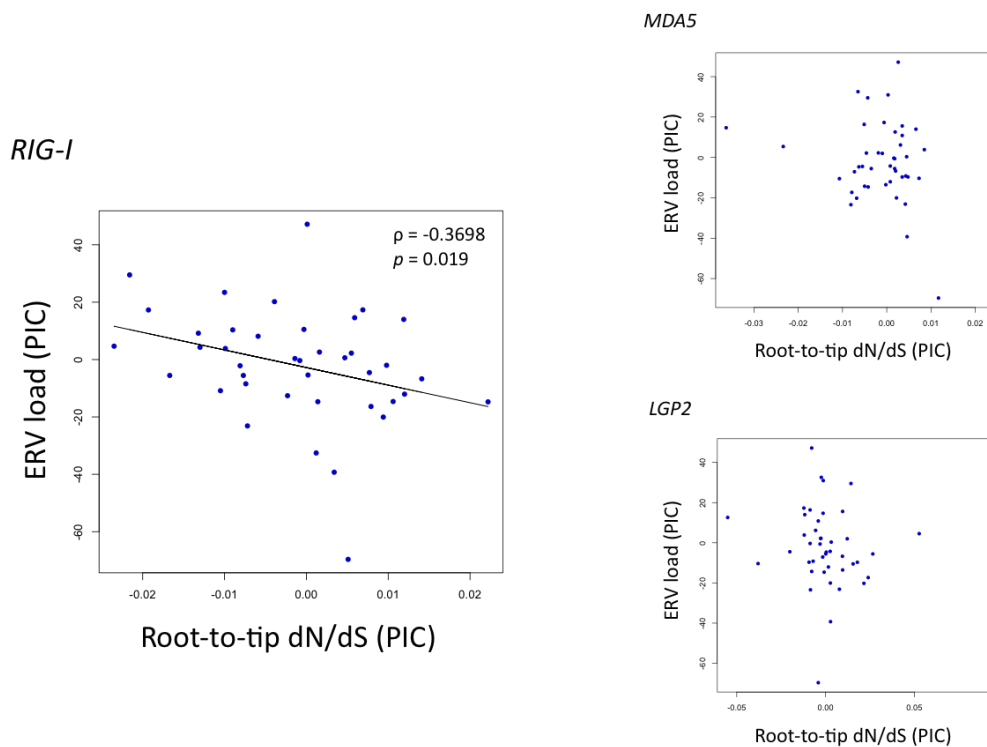 RIG-I
ρ = -0.3698
p = 0.019
ERV load (PIC)
40
20
0
-20
-40
-60
-0.02
-0.01
0.00
0.01
0.02
Root-to-tip dN/dS (PIC)
MDA5
ERV load (PIC)
40
20
0
-20
-40
-60
-0.03
-0.02
-0.01
0.00
0.01
0.02
Root-to-tip dN/dS (PIC)
LGP2
ERV load (PIC)
40
20
0
-20
-40
-60
-0.05
0.00
0.05
Root-to-tip dN/dS (PIC)